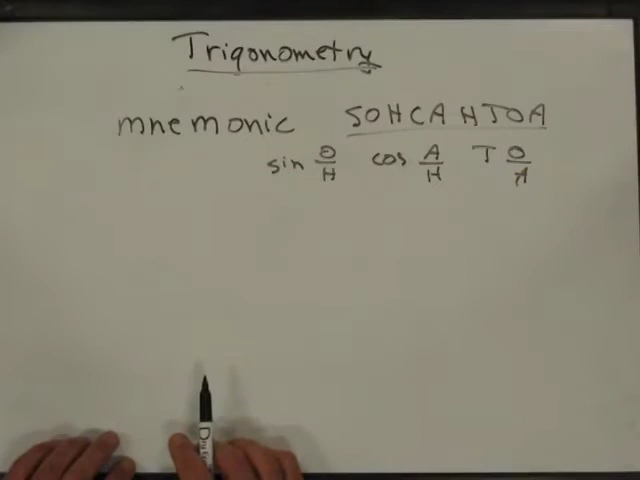 Trigonometry
mnemonic SOHCAHTOA
sin O/H cos A/H T O/A